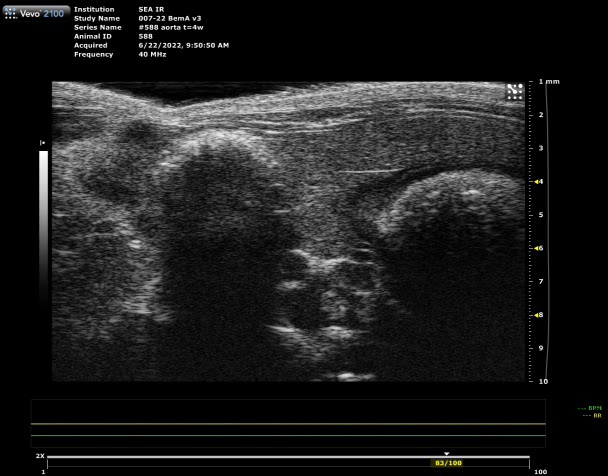 Vevo 2100
Institution SEA IR
Study Name 007-22 BemA v3
Series Name #588 aorta t=4w
Animal ID 588
Acquired 6/22/2022, 9:50:50 AM
Frequency 40 MHz
1 mm
2
3
4
5
6
7
8
9
10
--- BPM
--- RR
2X
83/100
1
100